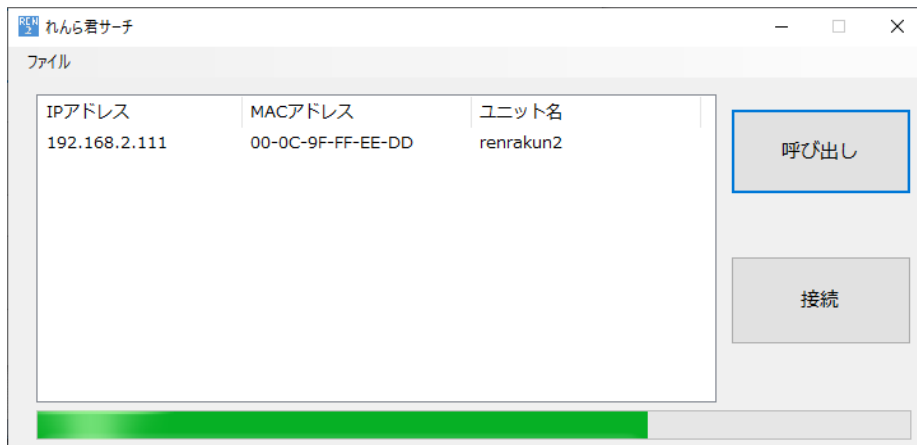 REN2 れんら君サーチ
ファイル
IPアドレス MACアドレス ユニット名
192.168.2.111 00-0C-9F-FF-EE-DD renrakun2
呼び出し
接続